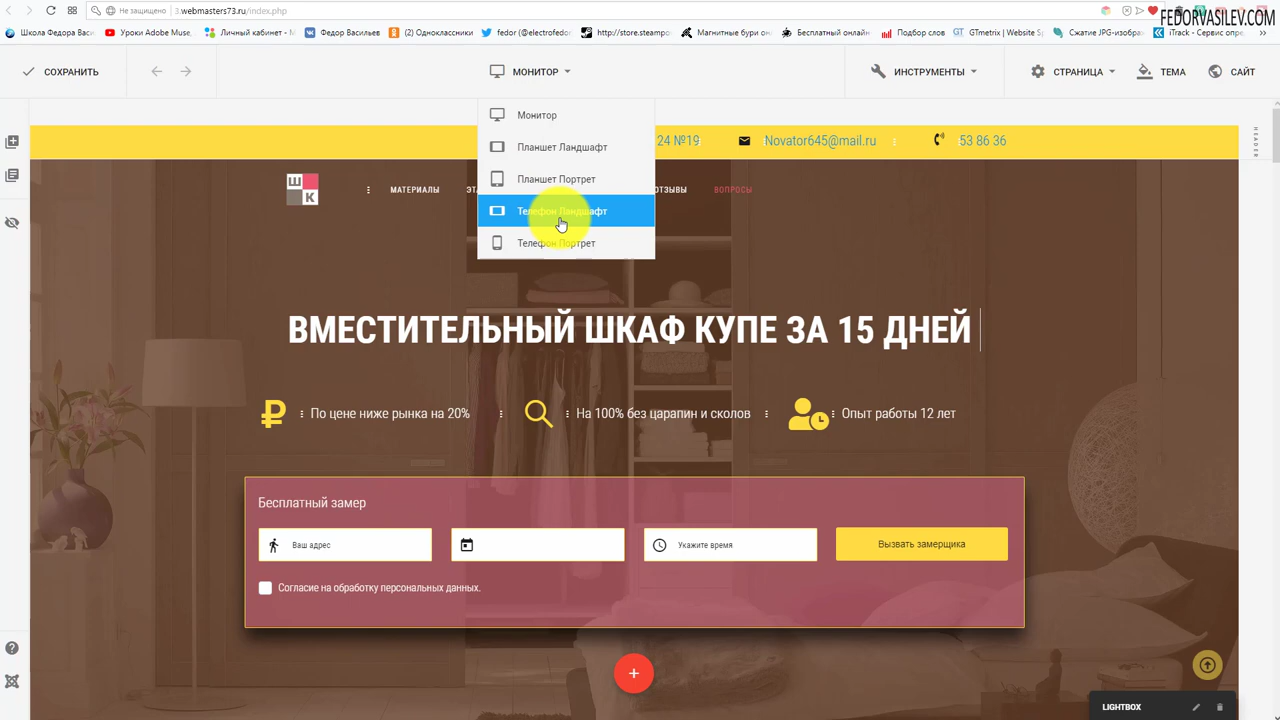 FEDORVASILEV.COM
Не защищено
3.webmasters73.ru/index.php
Школа Федора Васи
Уроки Adobe Muse,
Личный кабинет - М
Федор Васильев
(2) Одноклассники
fedor (@electrofedor
http://store.steampo
Магнитные бури он
Бесплатный онлайн
Подбор слов
GTmetrix | Website S
Сжатие JPG-изобра
iTrack - Сервис опре
СОХРАНИТЬ
МОНИТОР
ИНСТРУМЕНТЫ
СТРАНИЦА
ТЕМА
САЙТ
Монитор
Планшет Ландшафт
Планшет Портрет
Телефон Ландшафт
Телефон Портрет
24 №19
Novator645@mail.ru
53 86 36
HEADER
Ш
К
МАТЕРИАЛЫ
ЭТ
ОТЗЫВЫ
ВОПРОСЫ
ВМЕСТИТЕЛЬНЫЙ ШКАФ КУПЕ ЗА 15 ДНЕЙ
По цене ниже рынка на 20%
На 100% без царапин и сколов
Опыт работы 12 лет
Бесплатный замер
Ваш адрес
Укажите время
Вызвать замерщика
Согласие на обработку персональных данных.
LIGHTBOX